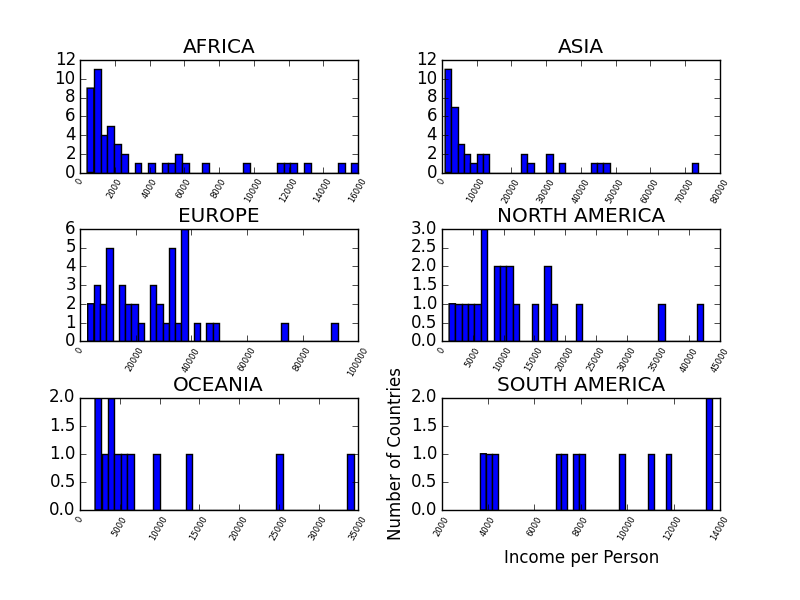 AFRICA
12
10
8
6
4
2
0
0 2000 4000 6000 8000 10000 12000 14000 16000
ASIA
12
10
8
6
4
2
0
0 10000 20000 30000 40000 50000 60000 70000 80000
EUROPE
6
5
4
3
2
1
0
0 20000 40000 60000 80000 100000
NORTH AMERICA
3.0
2.5
2.0
1.5
1.0
0.5
0.0
0 5000 10000 15000 20000 25000 30000 35000 40000 45000
OCEANIA
2.0
1.5
1.0
0.5
0.0
0 5000 10000 15000 20000 25000 30000 35000
SOUTH AMERICA
Number of Countries
2.0
1.5
1.0
0.5
0.0
2000 4000 6000 8000 10000 12000 14000
Income per Person